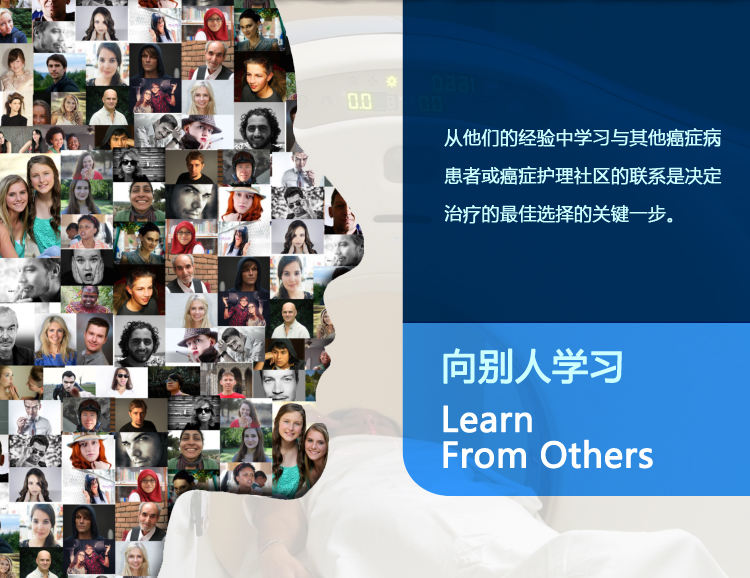 从他们的经验中学习与其他癌症病
患者或癌症护理社区的联系是决定
治疗的最佳选择的关键一步。
向别人学习
Learn
From Others